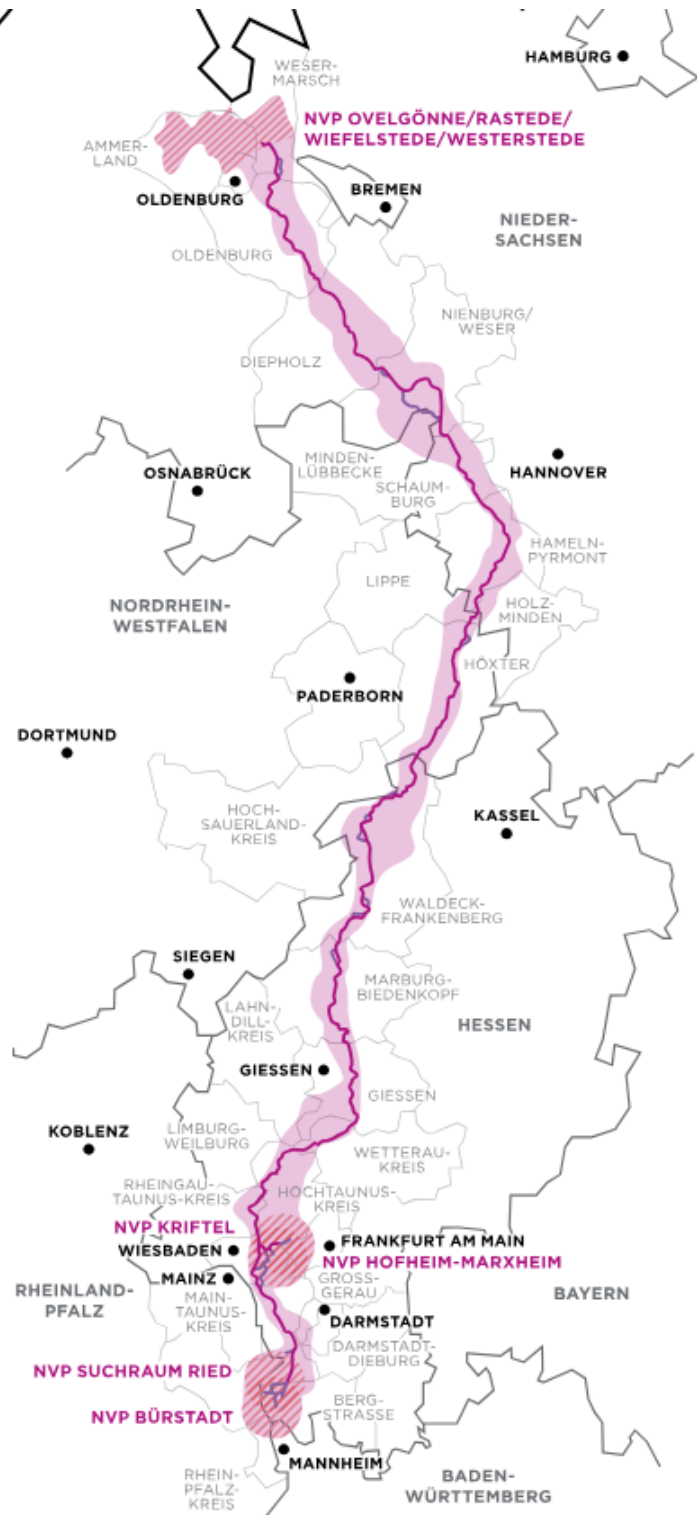 HAMBURG
WESER-
MARSCH
NVP OVELGÖNNE/RASTEDE/
WIEFELSTEDE/WESTERSTEDE
AMMER-
LAND
OLDENBURG
BREMEN
NIEDER-
SACHSEN
OLDENBURG
NIENBURG/
WESER
DIEPHOLZ
MINDEN-
LÜBBECKE
OSNABRÜCK
HANNOVER
SCHAUM-
BURG
HAMELN-
PYRMONT
LIPPE
NORDRHEIN-
WESTFALEN
HOLZ-
MINDEN
HÖXTER
PADERBORN
DORTMUND
HOCH-
SAUERLAND-
KREIS
KASSEL
WALDECK-
FRANKENBERG
SIEGEN
MARBURG-
BIEDENKOPF
LAHN-
DILL-
KREIS
HESSEN
GIESSEN
GIESSEN
KOBLENZ
LIMBURG-
WEILBURG
WETTERAU-
KREIS
RHEINGAU-
TAUNUS-KREIS
HOCHTAUNUS-
KREIS
NVP KRIFTEL
FRANKFURT AM MAIN
WIESBADEN
NVP HOFHEIM-MARXHEIM
MAINZ
GROSS-
GERAU
RHEINLAND-
PFALZ
MAIN-
TAUNUS-
KREIS
BAYERN
DARMSTADT
DARMSTADT-
DIEBURG
NVP SUCHRAUM RIED
BERG-
STRASSE
NVP BÜRSTADT
MANNHEIM
RHEIN-
PFALZ-
KREIS
BADEN-
WÜRTTEMBERG